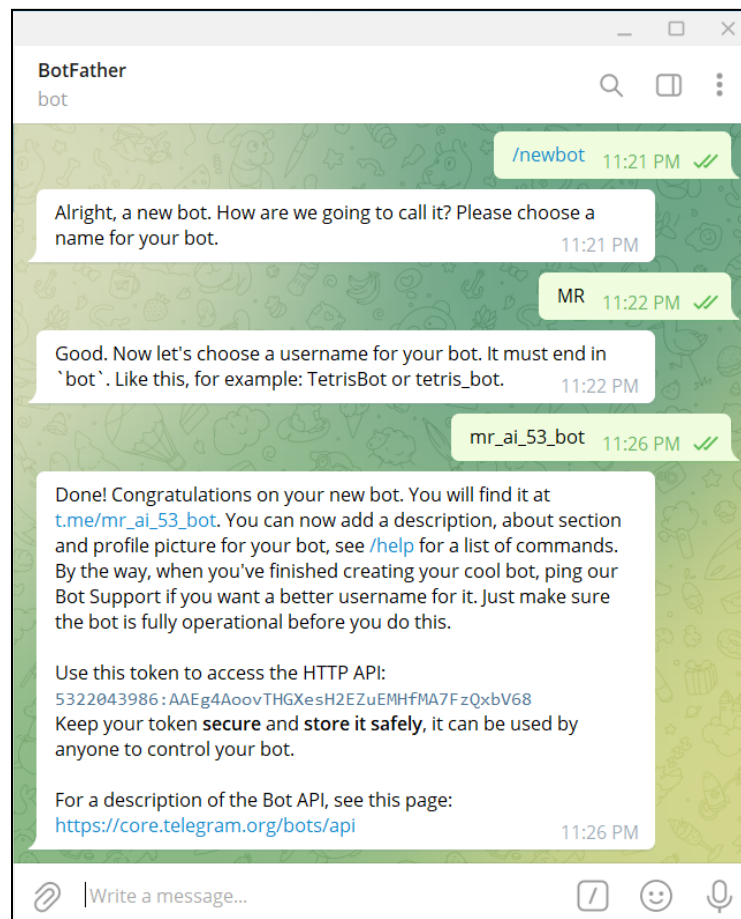 BotFather
bot
/newbot 11:21 PM
Alright, a new bot. How are we going to call it? Please choose a
name for your bot. 11:21 PM
MR 11:22 PM
Good. Now let's choose a username for your bot. It must end in
`bot`. Like this, for example: TetrisBot or tetris_bot. 11:22 PM
mr_ai_53_bot 11:26 PM
Done! Congratulations on your new bot. You will find it at
t.me/mr_ai_53_bot. You can now add a description, about section
and profile picture for your bot, see /help for a list of commands.
By the way, when you've finished creating your cool bot, ping our
Bot Support if you want a better username for it. Just make sure
the bot is fully operational before you do this.
Use this token to access the HTTP API:
5322043986:AAEg4AoovTHGXesH2EZuEMHfMA7FzQxbV68
Keep your token secure and store it safely, it can be used by
anyone to control your bot.
For a description of the Bot API, see this page:
https://core.telegram.org/bots/api 11:26 PM
Write a message...